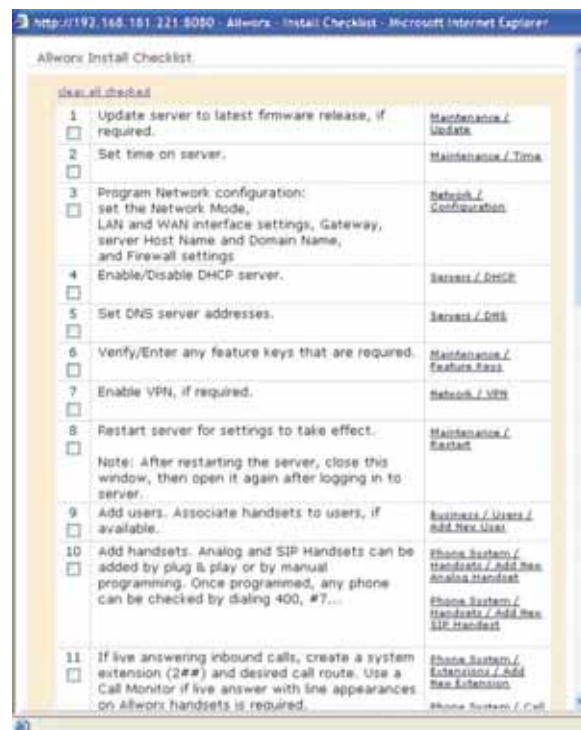 http://192.168.181.221:8080 - Allworx - Install Checklist - Microsoft Internet Explorer
Allworx Install Checklist
clear all checked
1
Update server to latest firmware release, if
required.
Maintenance /
Update
2
Set time on server.
Maintenance / Time
3
Program Network configuration:
set the Network Mode,
LAN and WAN interface settings, Gateway,
server Host Name and Domain Name,
and Firewall settings
Network /
Configuration
4
Enable/Disable DHCP server.
Servers / DHCP
5
Set DNS server addresses.
Servers / DNS
6
Verify/Enter any feature keys that are required.
Maintenance /
Feature Keys
7
Enable VPN, if required.
Network / VPN
8
Restart server for settings to take effect.
Note: After restarting the server, close this
window, then open it again after logging in to
server.
Maintenance /
Restart
9
Add users. Associate handsets to users, if
available.
Business / Users /
Add New User
10
Add handsets. Analog and SIP Handsets can be
added by plug & play or by manual
programming. Once programmed, any phone
can be checked by dialing 400, #7...
Phone System /
Handsets / Add New
Analog Handset
Phone System /
Handsets / Add New
SIP Handset
11
If live answering inbound calls, create a system
extension (2##) and desired call route. Use a
Call Monitor if live answer with line appearances
on Allworx handsets is required.
Phone System /
Extensions / Add
New Extension
Phone System / Call